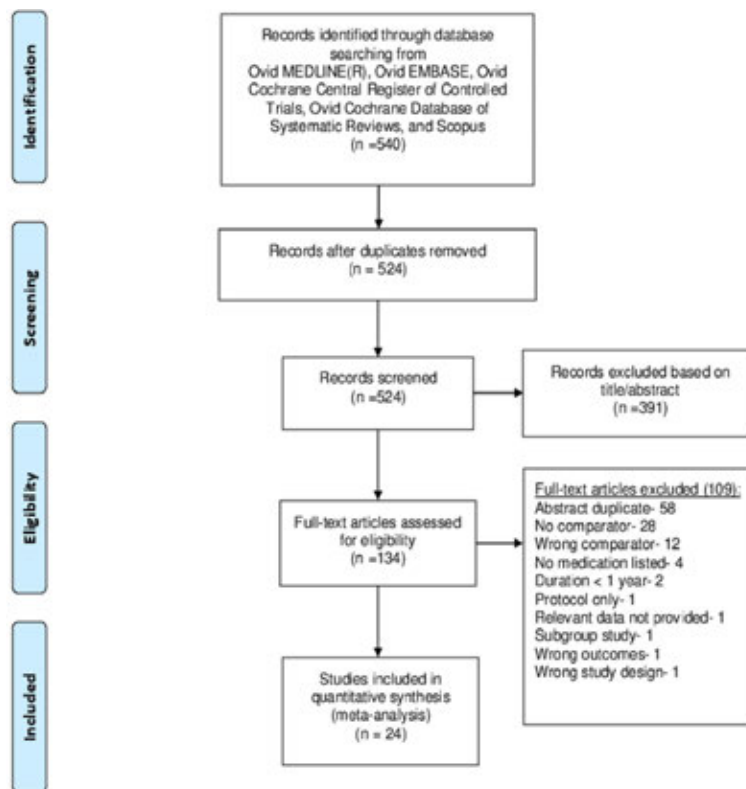 Identification
Records identified through database
searching from
Ovid MEDLINE(R), Ovid EMBASE, Ovid
Cochrane Central Register of Controlled
Trials, Ovid Cochrane Database of
Systematic Reviews, and Scopus
(n =540)
Screening
Records after duplicates removed
(n = 524)
Records screened
(n =524)
Records excluded based on
title/abstract
(n =391)
Eligibility
Full-text articles assessed
for eligibility
(n =134)
Full-text articles excluded (109):
Abstract duplicate- 58
No comparator- 28
Wrong comparator- 12
No medication listed- 4
Duration < 1 year- 2
Protocol only- 1
Relevant data not provided- 1
Subgroup study- 1
Wrong outcomes- 1
Wrong study design- 1
Included
Studies included in
quantitative synthesis
(meta-analysis)
(n = 24)